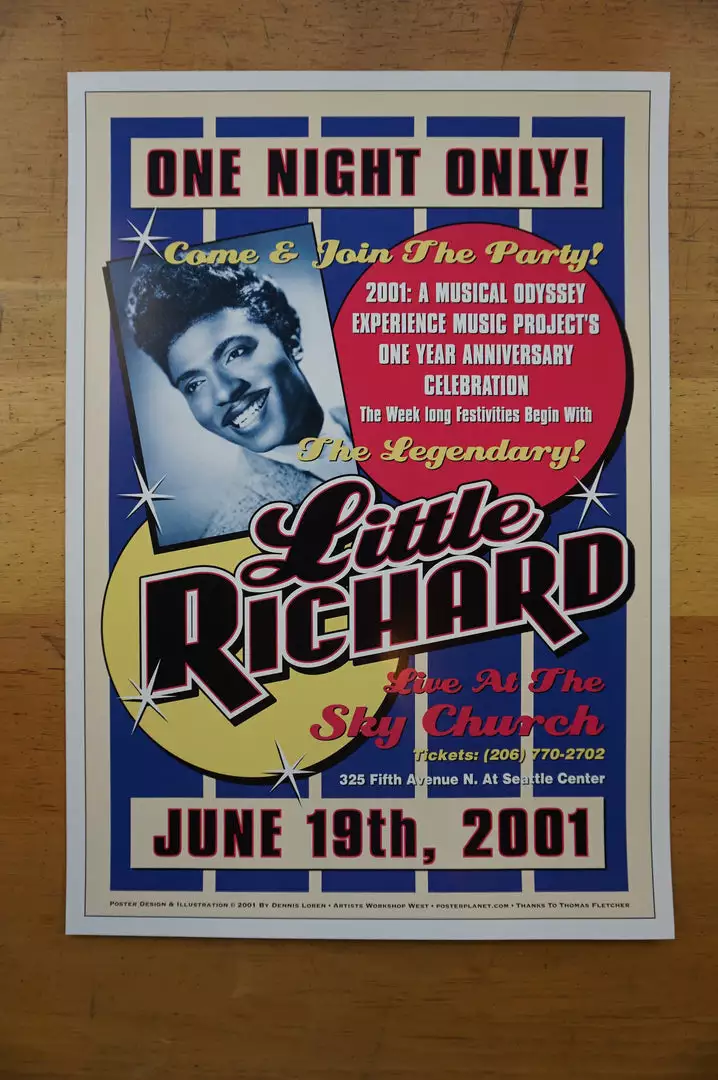 ONE NIGHT ONLY!
Come & Join The Party!
2001: A MUSICAL ODYSSEY
EXPERIENCE MUSIC PROJECT'S
ONE YEAR ANNIVERSARY
CELEBRATION
The Week long Festivities Begin With
The Legendary!
Little
RICHARD
Live At The
Sky Church
Tickets: (206) 770-2702
325 Fifth Avenue N. At Seattle Center
JUNE 19th, 2001
POSTER DESIGN & ILLUSTRATION © 2001 BY DENNIS LOREN • ARTISTS WORKSHOP WEST • POSTERPLANET.COM • THANKS TO THOMAS FLETCHER